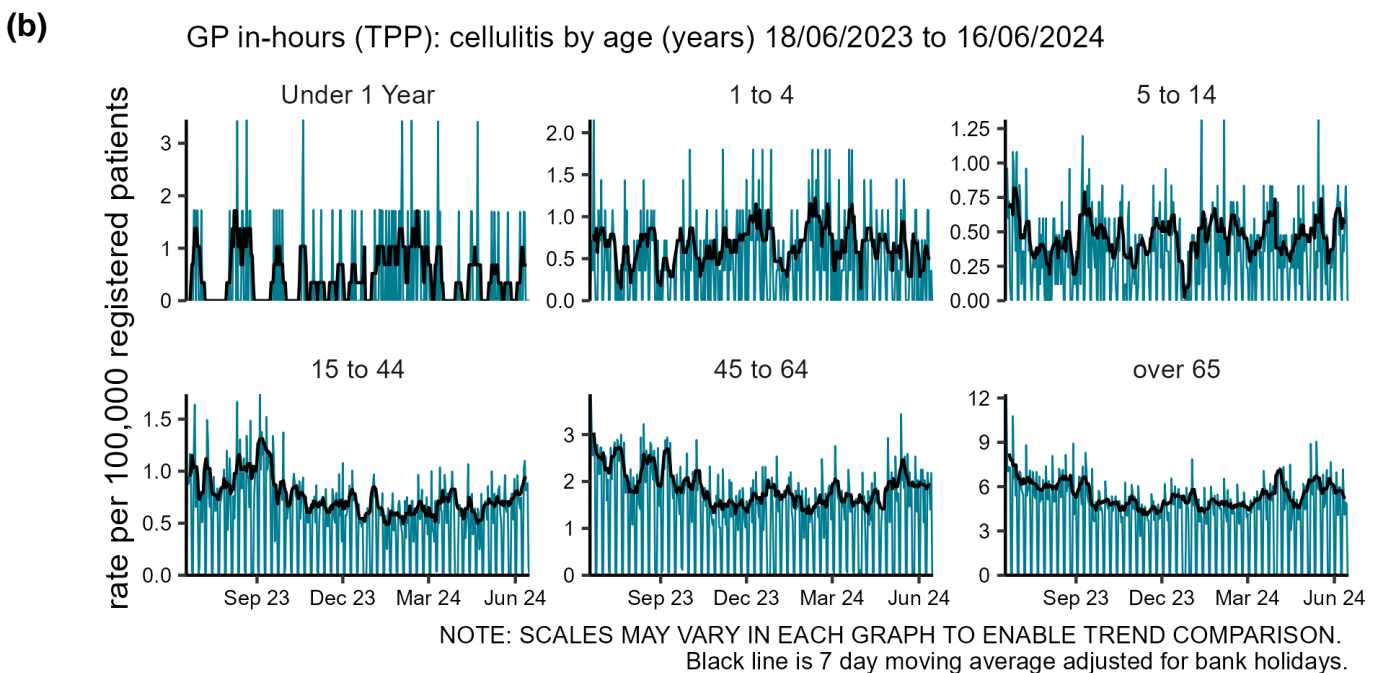 (b)
GP in-hours (TPP): cellulitis by age (years) 18/06/2023 to 16/06/2024
rate per 100,000 registered patients
Under 1 Year
3
2
1
0
1 to 4
2.0
1.5
1.0
0.5
0.0
5 to 14
1.25
1.00
0.75
0.50
0.25
0.00
15 to 44
1.5
1.0
0.5
0.0
Sep 23 Dec 23 Mar 24 Jun 24
45 to 64
3
2
1
0
Sep 23 Dec 23 Mar 24 Jun 24
over 65
12
9
6
3
0
Sep 23 Dec 23 Mar 24 Jun 24
NOTE: SCALES MAY VARY IN EACH GRAPH TO ENABLE TREND COMPARISON.
Black line is 7 day moving average adjusted for bank holidays.